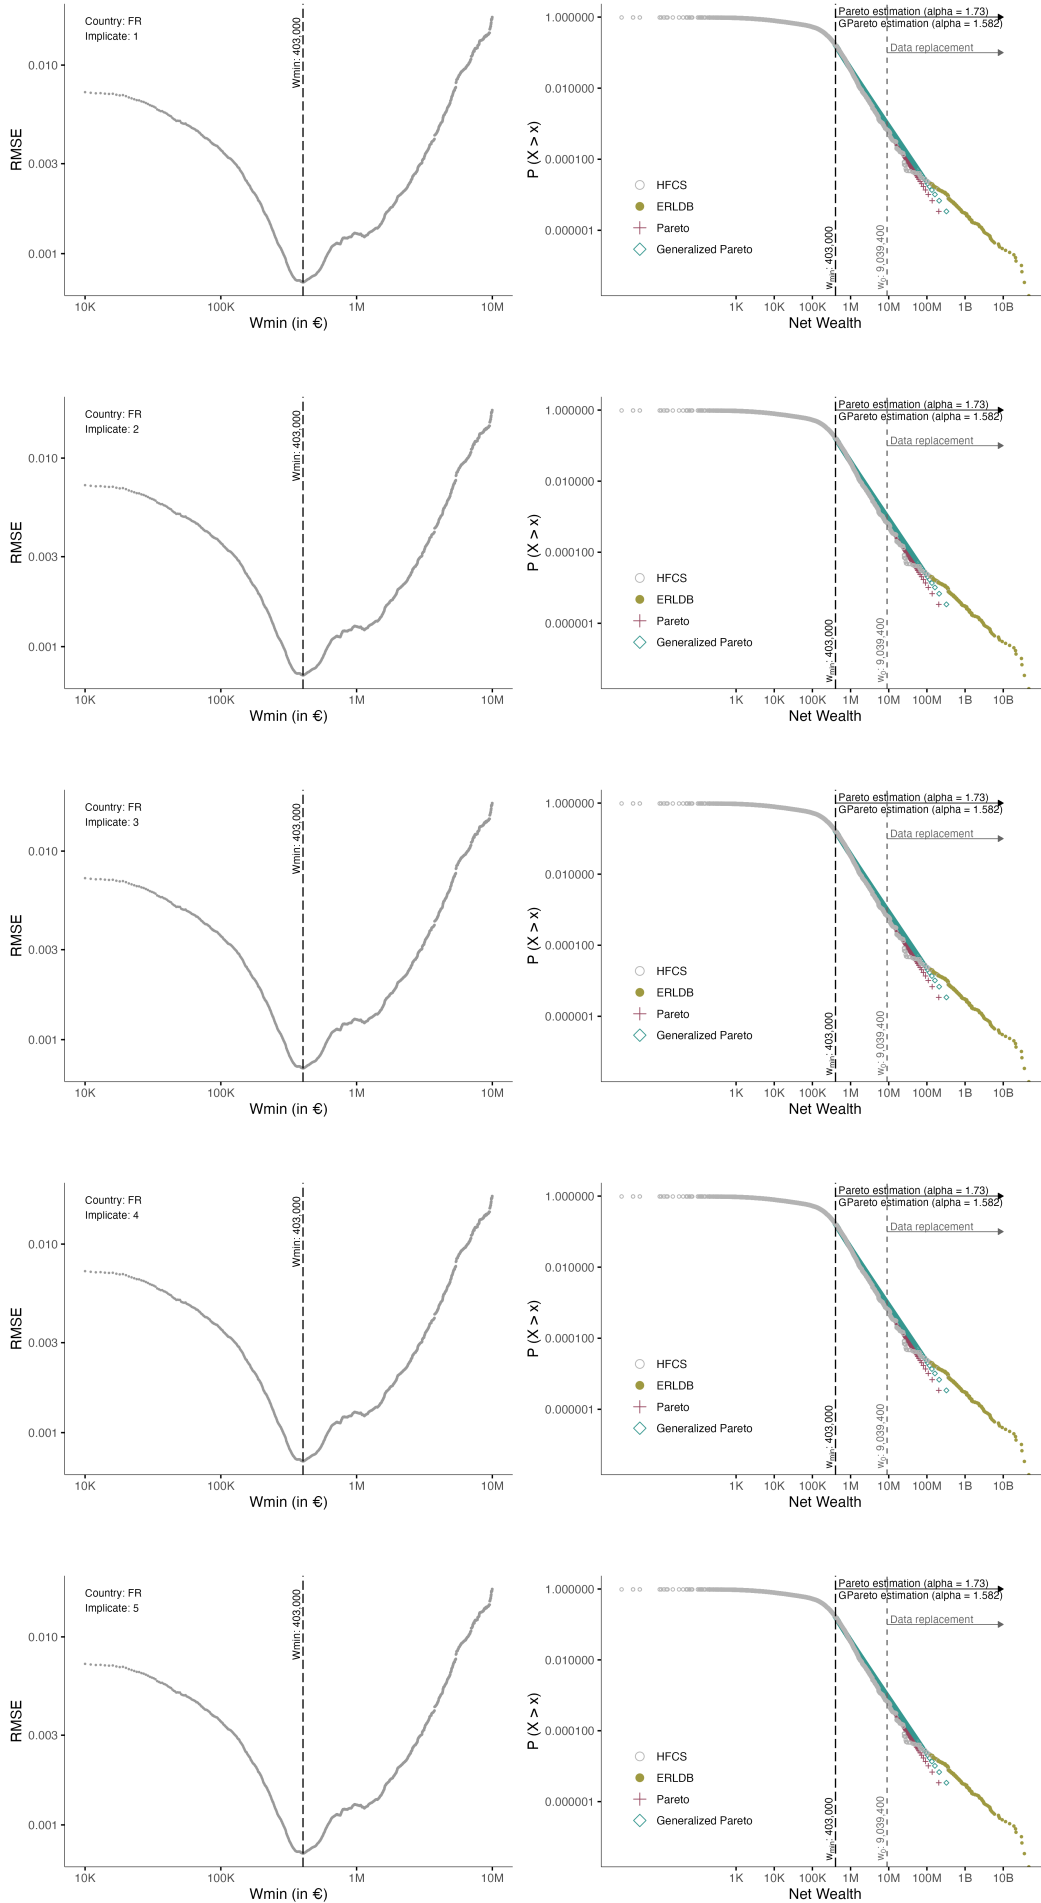 Country: FR
Implicate: 1
Wmin: 403,000
0.010
0.003
0.001
RMSE
10K 100K 1M 10M
Wmin (in €)
Pareto estimation (alpha = 1.73)
GPareto estimation (alpha = 1.582)
Data replacement
1.000000
0.010000
0.000100
0.000001
P (X > x)
HFCS
ERLDB
Pareto
Generalized Pareto
wmin: 403,000
w0: 9,039,400
1K 10K 100K 1M 10M 100M 1B 10B
Net Wealth
Country: FR
Implicate: 2
Wmin: 403,000
0.010
0.003
0.001
RMSE
10K 100K 1M 10M
Wmin (in €)
Pareto estimation (alpha = 1.73)
GPareto estimation (alpha = 1.582)
Data replacement
1.000000
0.010000
0.000100
0.000001
P (X > x)
HFCS
ERLDB
Pareto
Generalized Pareto
wmin: 403,000
w0: 9,039,400
1K 10K 100K 1M 10M 100M 1B 10B
Net Wealth
Country: FR
Implicate: 3
Wmin: 403,000
0.010
0.003
0.001
RMSE
10K 100K 1M 10M
Wmin (in €)
Pareto estimation (alpha = 1.73)
GPareto estimation (alpha = 1.582)
Data replacement
1.000000
0.010000
0.000100
0.000001
P (X > x)
HFCS
ERLDB
Pareto
Generalized Pareto
wmin: 403,000
w0: 9,039,400
1K 10K 100K 1M 10M 100M 1B 10B
Net Wealth
Country: FR
Implicate: 4
Wmin: 403,000
0.010
0.003
0.001
RMSE
10K 100K 1M 10M
Wmin (in €)
Pareto estimation (alpha = 1.73)
GPareto estimation (alpha = 1.582)
Data replacement
1.000000
0.010000
0.000100
0.000001
P (X > x)
HFCS
ERLDB
Pareto
Generalized Pareto
wmin: 403,000
w0: 9,039,400
1K 10K 100K 1M 10M 100M 1B 10B
Net Wealth
Country: FR
Implicate: 5
Wmin: 403,000
0.010
0.003
0.001
RMSE
10K 100K 1M 10M
Wmin (in €)
Pareto estimation (alpha = 1.73)
GPareto estimation (alpha = 1.582)
Data replacement
1.000000
0.010000
0.000100
0.000001
P (X > x)
HFCS
ERLDB
Pareto
Generalized Pareto
wmin: 403,000
w0: 9,039,400
1K 10K 100K 1M 10M 100M 1B 10B
Net Wealth